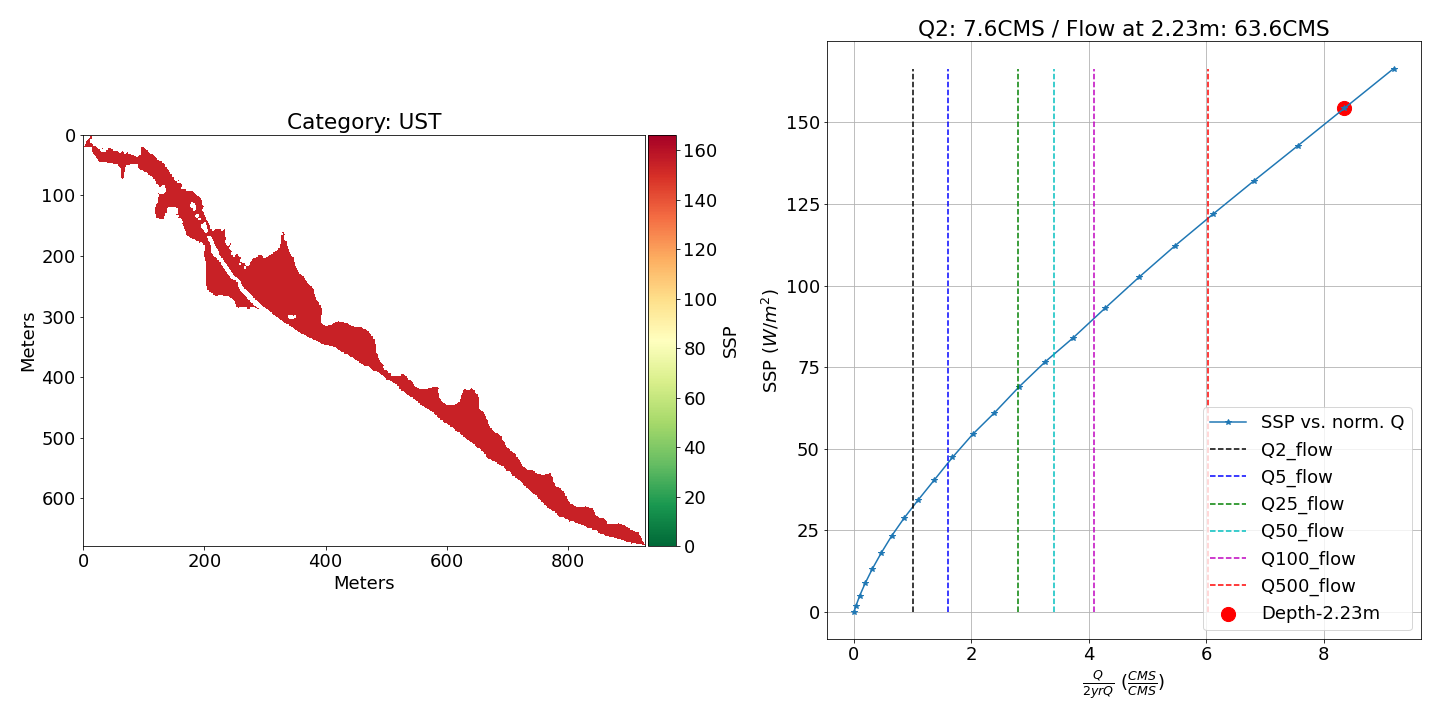 Category: UST
0
100
200
300
400
500
600
Meters
0
200
400
600
800
Meters
160
140
120
100
80
60
40
20
0
SSP
Q2: 7.6CMS / Flow at 2.23m: 63.6CMS
150
125
100
75
50
25
0
SSP (W/m²)
0
2
4
6
8
Q/2yrQ (CMS/CMS)
SSP vs. norm. Q
Q2_flow
Q5_flow
Q25_flow
Q50_flow
Q100_flow
Q500_flow
Depth-2.23m